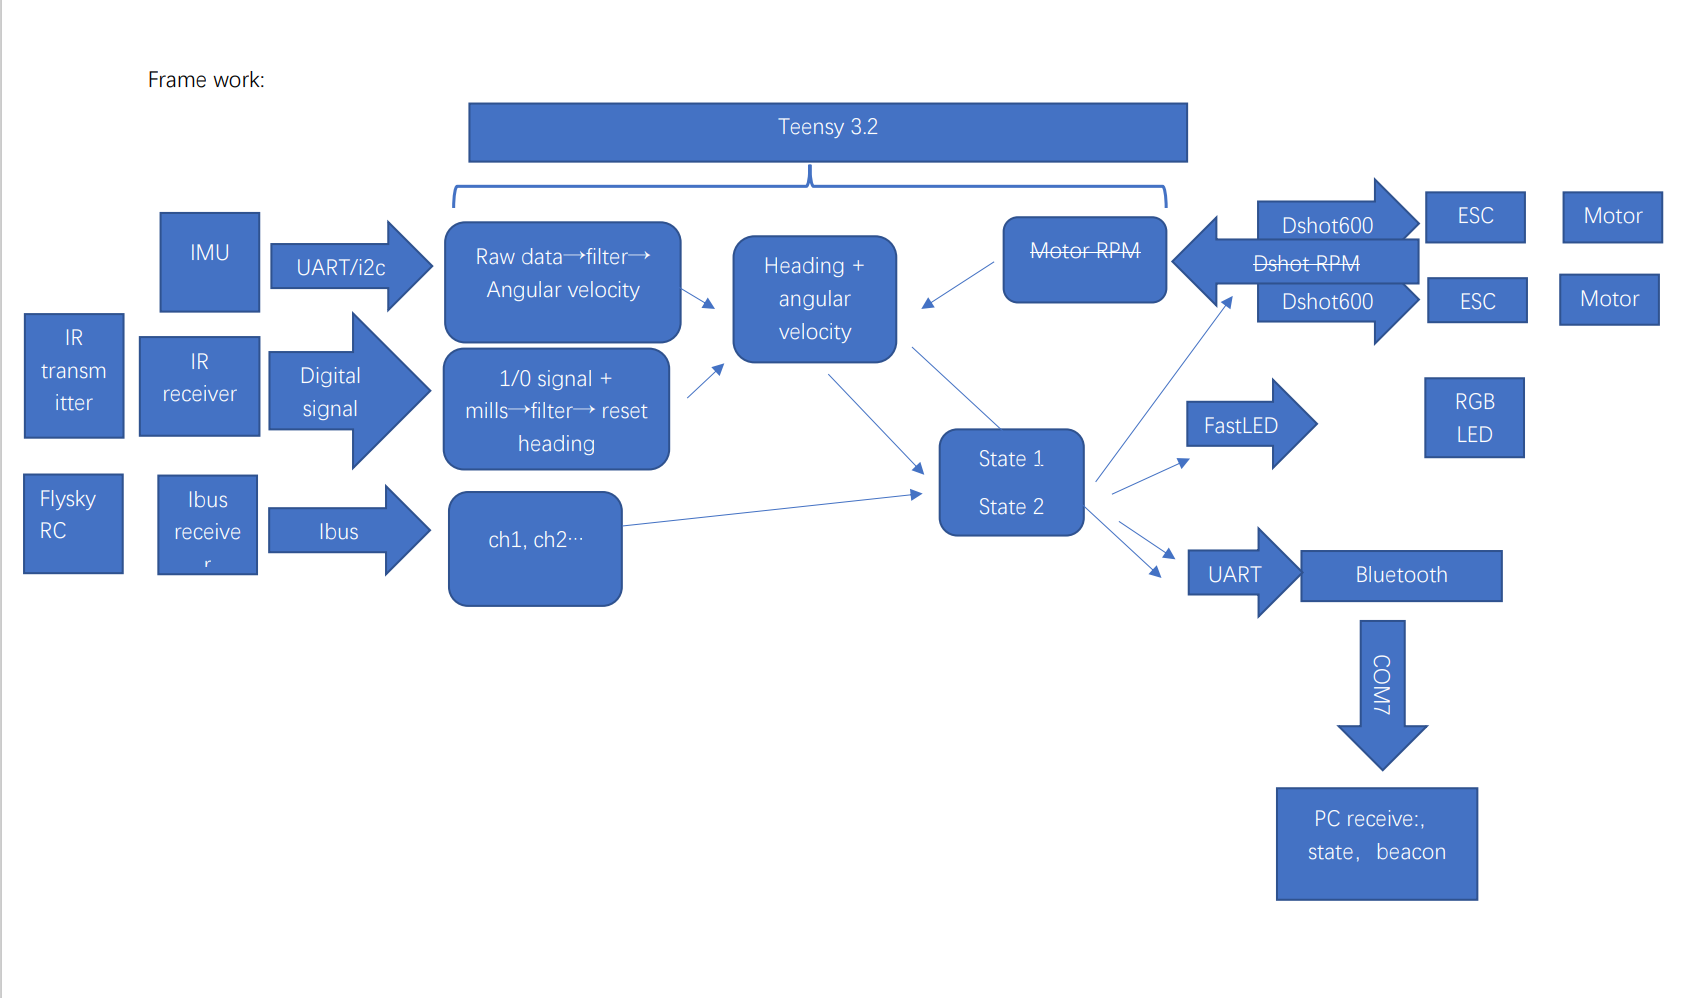 Frame work:
Teensy 3.2
IMU
UART/i2c
Raw data→filter→
Angular velocity
Heading +
angular
velocity
Motor RPM
Dshot600
Dshot RPM
Dshot600
ESC
Motor
ESC
Motor
IR
transm
itter
IR
receiver
Digital
signal
1/0 signal +
mills→filter→ reset
heading
State 1
State 2
FastLED
RGB
LED
Flysky
RC
Ibus
receive
r
Ibus
ch1, ch2…
UART
Bluetooth
COM7
PC receive:,
state， beacon